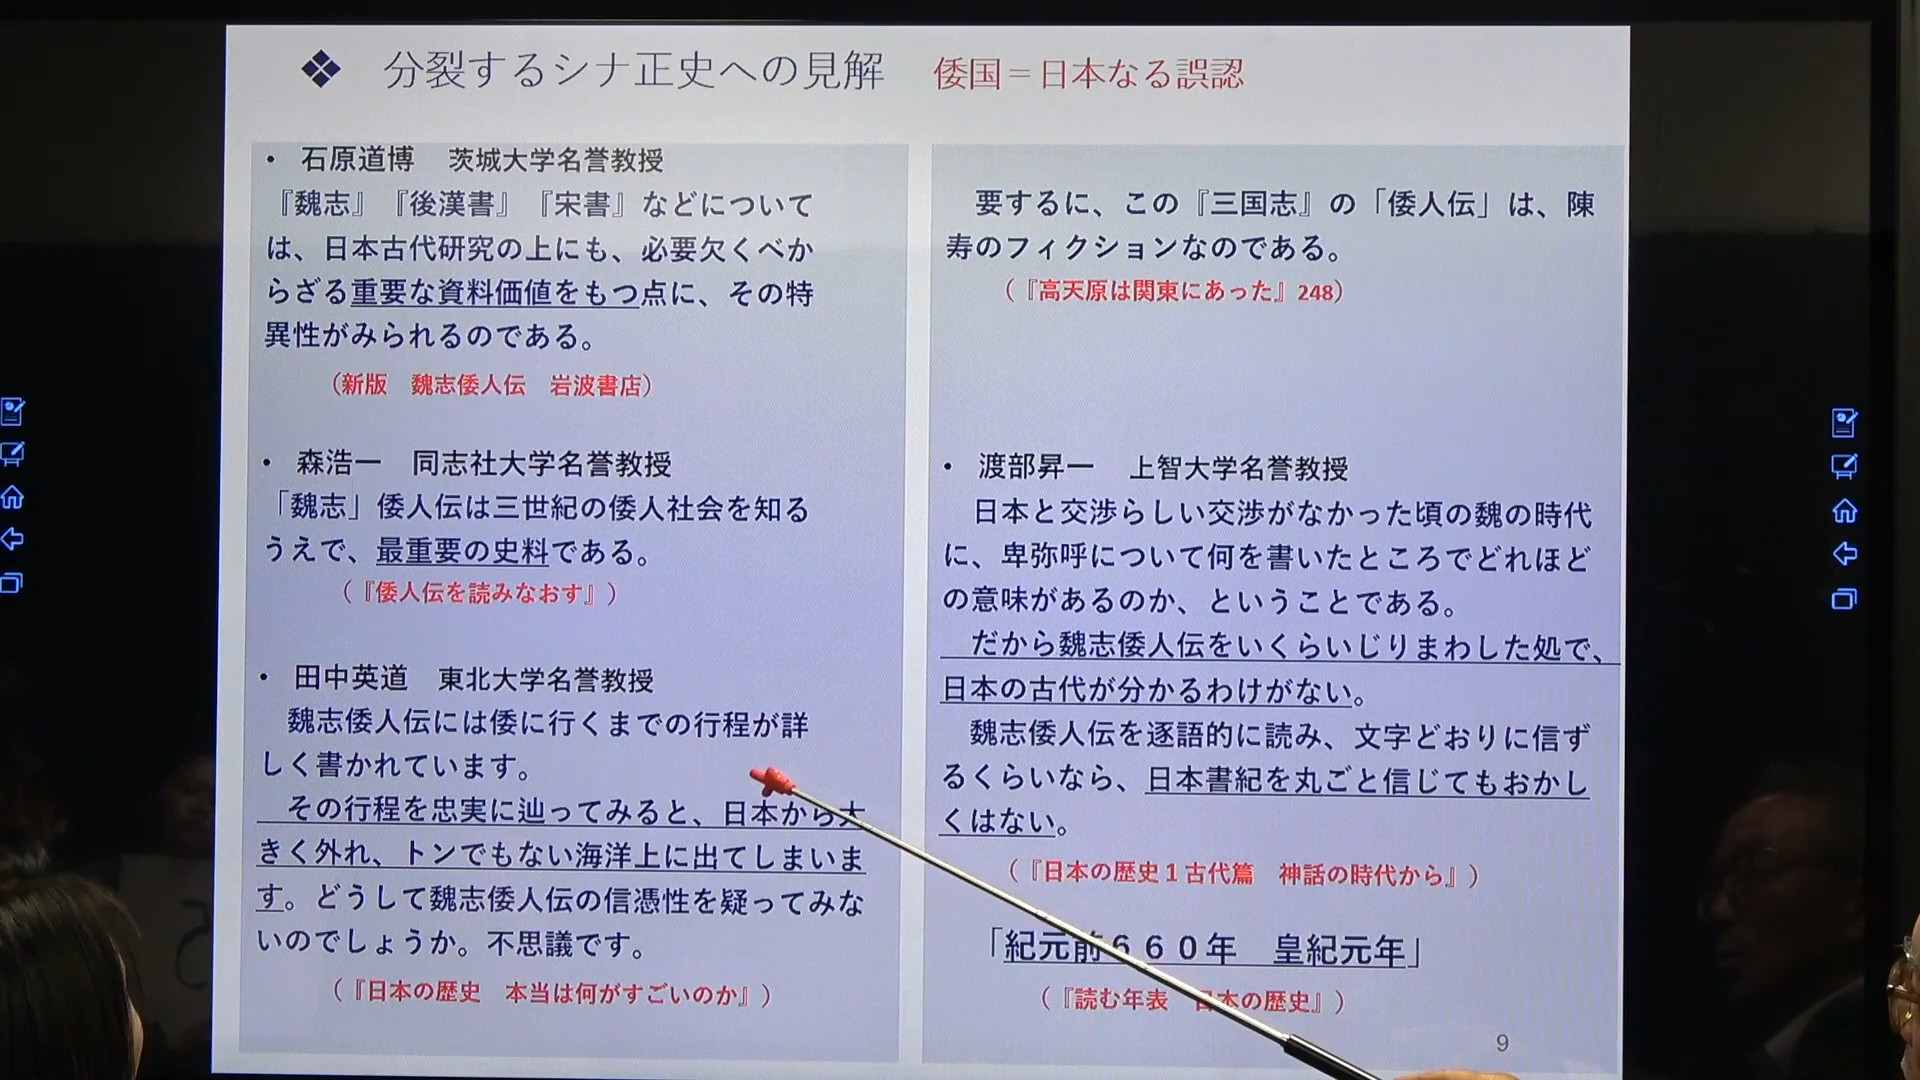 ❖ 分裂するシナ正史への見解 倭国＝日本なる誤認
・ 石原道博 茨城大学名誉教授
『魏志』『後漢書』『宋書』などについて
は、日本古代研究の上にも、必要欠くべか
らざる重要な資料価値をもつ点に、その特
異性がみられるのである。
（新版 魏志倭人伝 岩波書店）
・ 森浩一 同志社大学名誉教授
「魏志」倭人伝は三世紀の倭人社会を知る
うえで、最重要の史料である。
（『倭人伝を読みなおす』）
・ 田中英道 東北大学名誉教授
魏志倭人伝には倭に行くまでの行程が詳
しく書かれています。
その行程を忠実に辿ってみると、日本から大
きく外れ、トンでもない海洋上に出てしまいま
す。どうして魏志倭人伝の信憑性を疑ってみな
いのでしょうか。不思議です。
（『日本の歴史 本当は何がすごいのか』）
要するに、この『三国志』の「倭人伝」は、陳
寿のフィクションなのである。
（『高天原は関東にあった』248）
・ 渡部昇一 上智大学名誉教授
日本と交渉らしい交渉がなかった頃の魏の時代
に、卑弥呼について何を書いたところでどれほど
の意味があるのか、ということである。
だから魏志倭人伝をいくらいじりまわした処で、
日本の古代が分かるわけがない。
魏志倭人伝を逐語的に読み、文字どおりに信ず
るくらいなら、日本書紀を丸ごと信じてもおかし
くはない。
（『日本の歴史１古代篇 神話の時代から』）
「紀元前６６０年 皇紀元年」
（『読む年表 日本の歴史』）
9